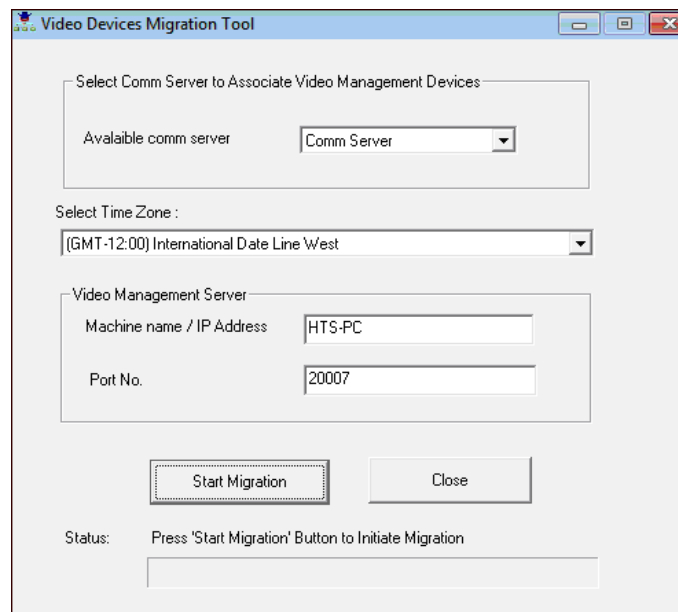 Video Devices Migration Tool
Select Comm Server to Associate Video Management Devices
Avalaible comm server
Comm Server
Select Time Zone :
(GMT-12:00) International Date Line West
Video Management Server
Machine name / IP Address
HTS-PC
Port No.
20007
Start Migration
Close
Status:
Press 'Start Migration' Button to Initiate Migration